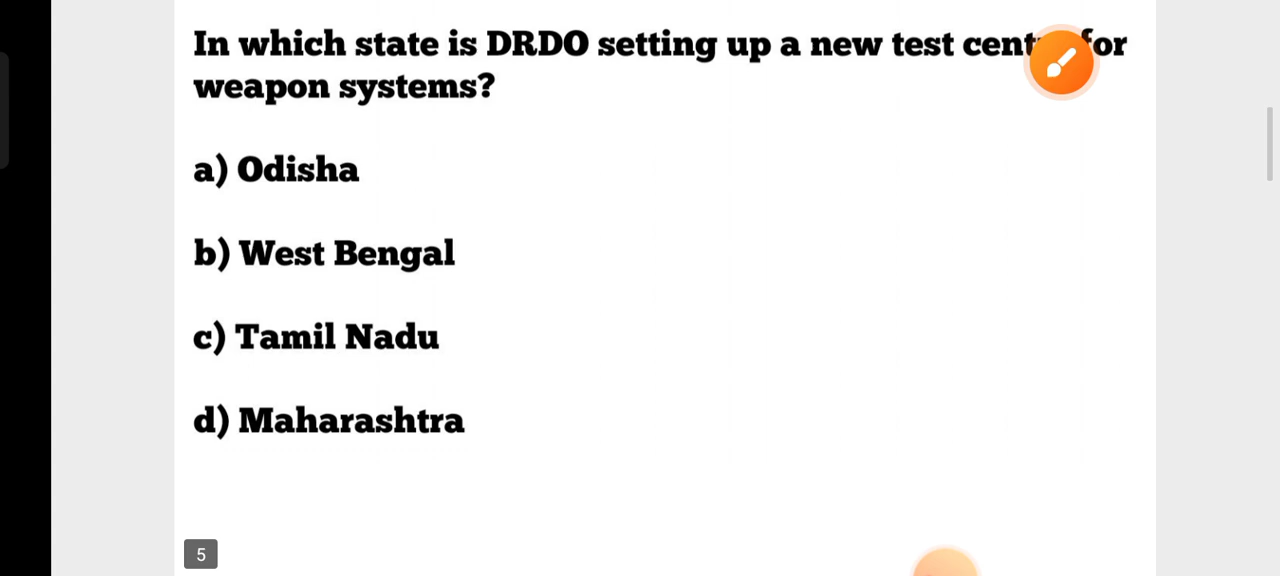 In which state is DRDO setting up a new test for
weapon systems?
a) Odisha
b) West Bengal
c) Tamil Nadu
d) Maharashtra
5